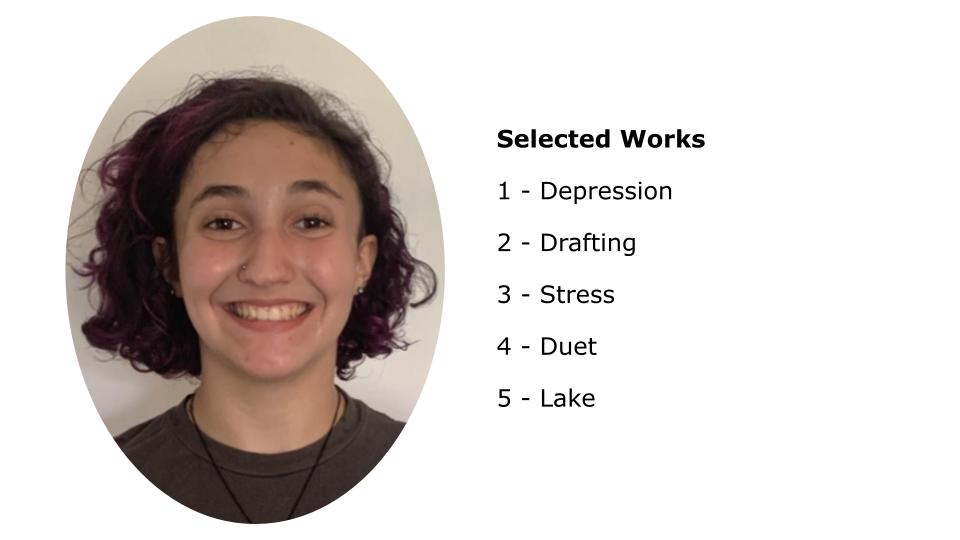 Selected Works
1 - Depression
2 - Drafting
3 - Stress
4 - Duet
5 - Lake